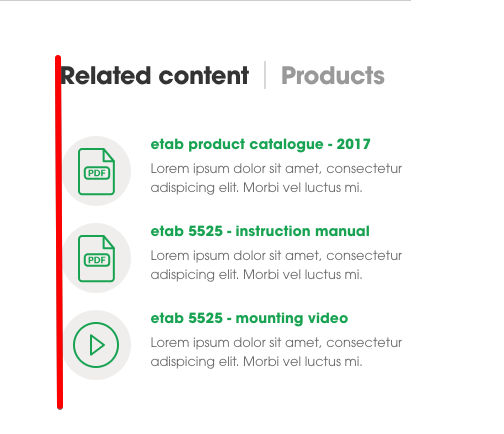 Related content | Products
etab product catalogue - 2017
PDF
Lorem ipsum dolor sit amet, consectetur
adispicing elit. Morbi vel luctus mi.
etab 5525 - instruction manual
PDF
Lorem ipsum dolor sit amet, consectetur
adispicing elit. Morbi vel luctus mi.
etab 5525 - mounting video
Lorem ipsum dolor sit amet, consectetur
adispicing elit. Morbi vel luctus mi.